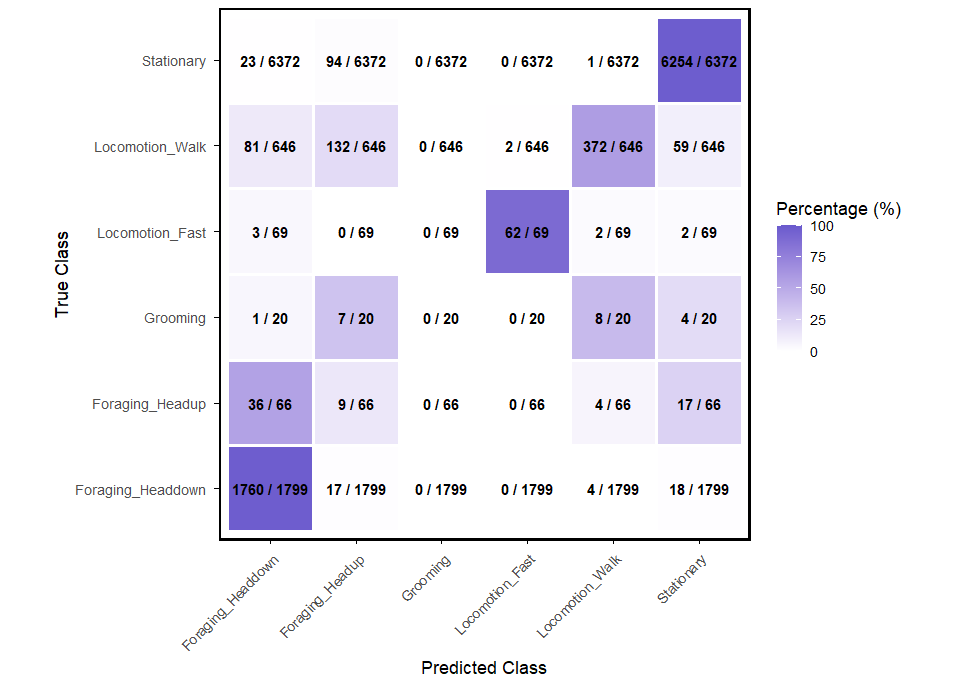 Stationary 23 / 6372 94 / 6372 0 / 6372 0 / 6372 1 / 6372 6254 / 6372
Locomotion_Walk 81 / 646 132 / 646 0 / 646 2 / 646 372 / 646 59 / 646
Locomotion_Fast 3 / 69 0 / 69 0 / 69 62 / 69 2 / 69 2 / 69
Grooming 1 / 20 7 / 20 0 / 20 0 / 20 8 / 20 4 / 20
Foraging_Headup 36 / 66 9 / 66 0 / 66 0 / 66 4 / 66 17 / 66
Foraging_Headdown 1760 / 1799 17 / 1799 0 / 1799 0 / 1799 4 / 1799 18 / 1799
True Class
Foraging_Headdown Foraging_Headup Grooming Locomotion_Fast Locomotion_Walk Stationary
Predicted Class
Percentage (%)
100
75
50
25
0